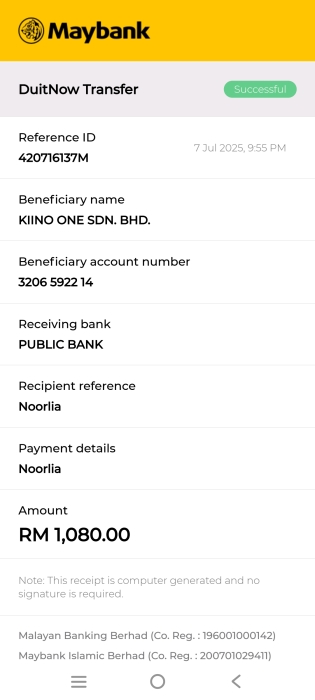 Maybank
DuitNow Transfer
Successful
Reference ID
420716137M
7 Jul 2025, 9:55 PM
Beneficiary name
KIINO ONE SDN. BHD.
Beneficiary account number
3206 5922 14
Receiving bank
PUBLIC BANK
Recipient reference
Noorlia
Payment details
Noorlia
Amount
RM 1,080.00
Note: This receipt is computer generated and no
signature is required.
Malayan Banking Berhad (Co. Reg. : 196001000142)
Maybank Islamic Berhad (Co. Reg. : 200701029411)